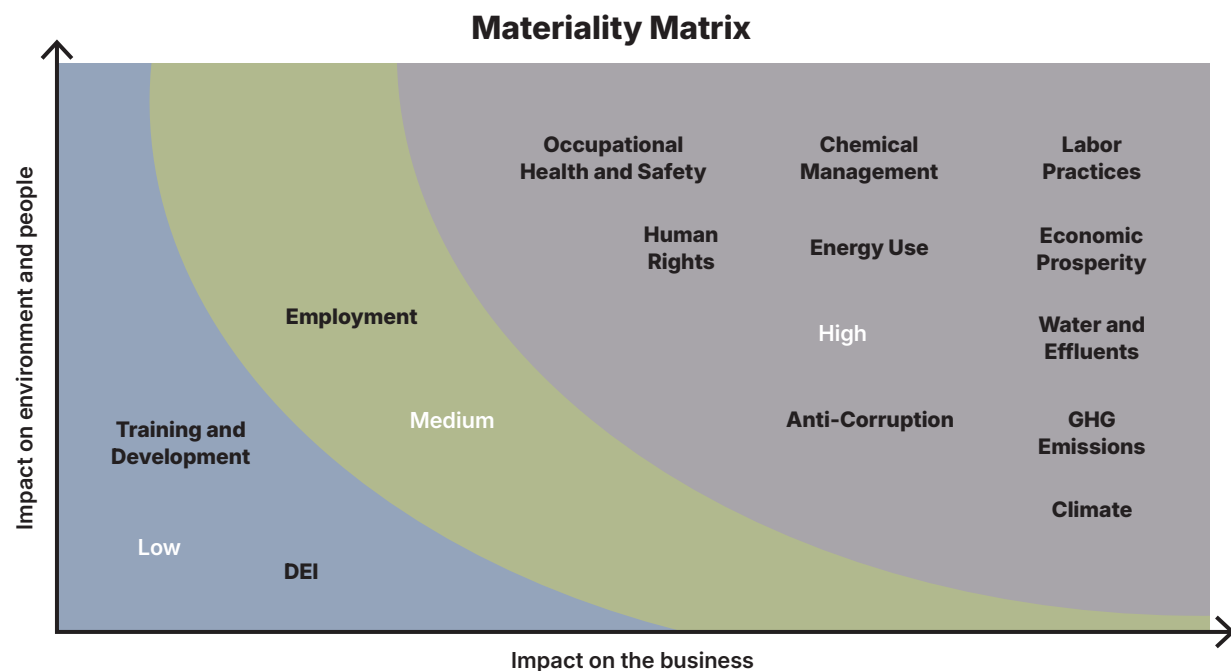 Materiality Matrix
Impact on environment and people
Occupational
Health and Safety
Chemical
Management
Labor
Practices
Human
Rights
Energy Use
Economic
Prosperity
Employment
High
Water and
Effluents
Medium
Anti-Corruption
GHG
Emissions
Training and
Development
Climate
Low
DEI
Impact on the business